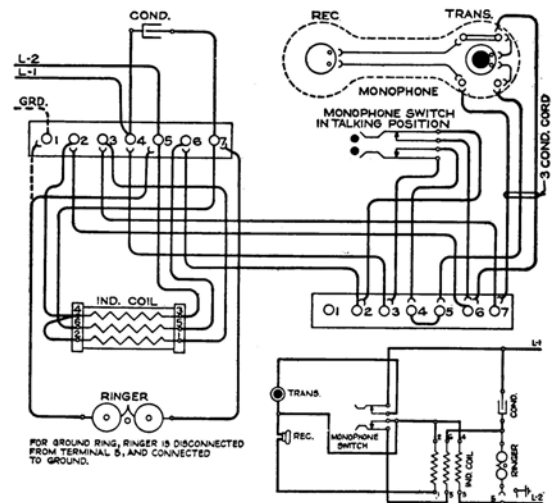 COND.
REC.
TRANS.
L-2
L-1
GRD.
MONOPHONE
MONOPHONE SWITCH
IN TALKING POSITION
3 COND. CORD
1 2 3 4 5 6 7
IND. COIL
4 3
1 2 3 4 5 6 7
RINGER
FOR GROUND RING, RINGER IS DISCONNECTED
FROM TERMINAL 5, AND CONNECTED
TO GROUND.
L-1
TRANS.
COND.
REC.
MONOPHONE
SWITCH
IND. COIL
RINGER
L-2